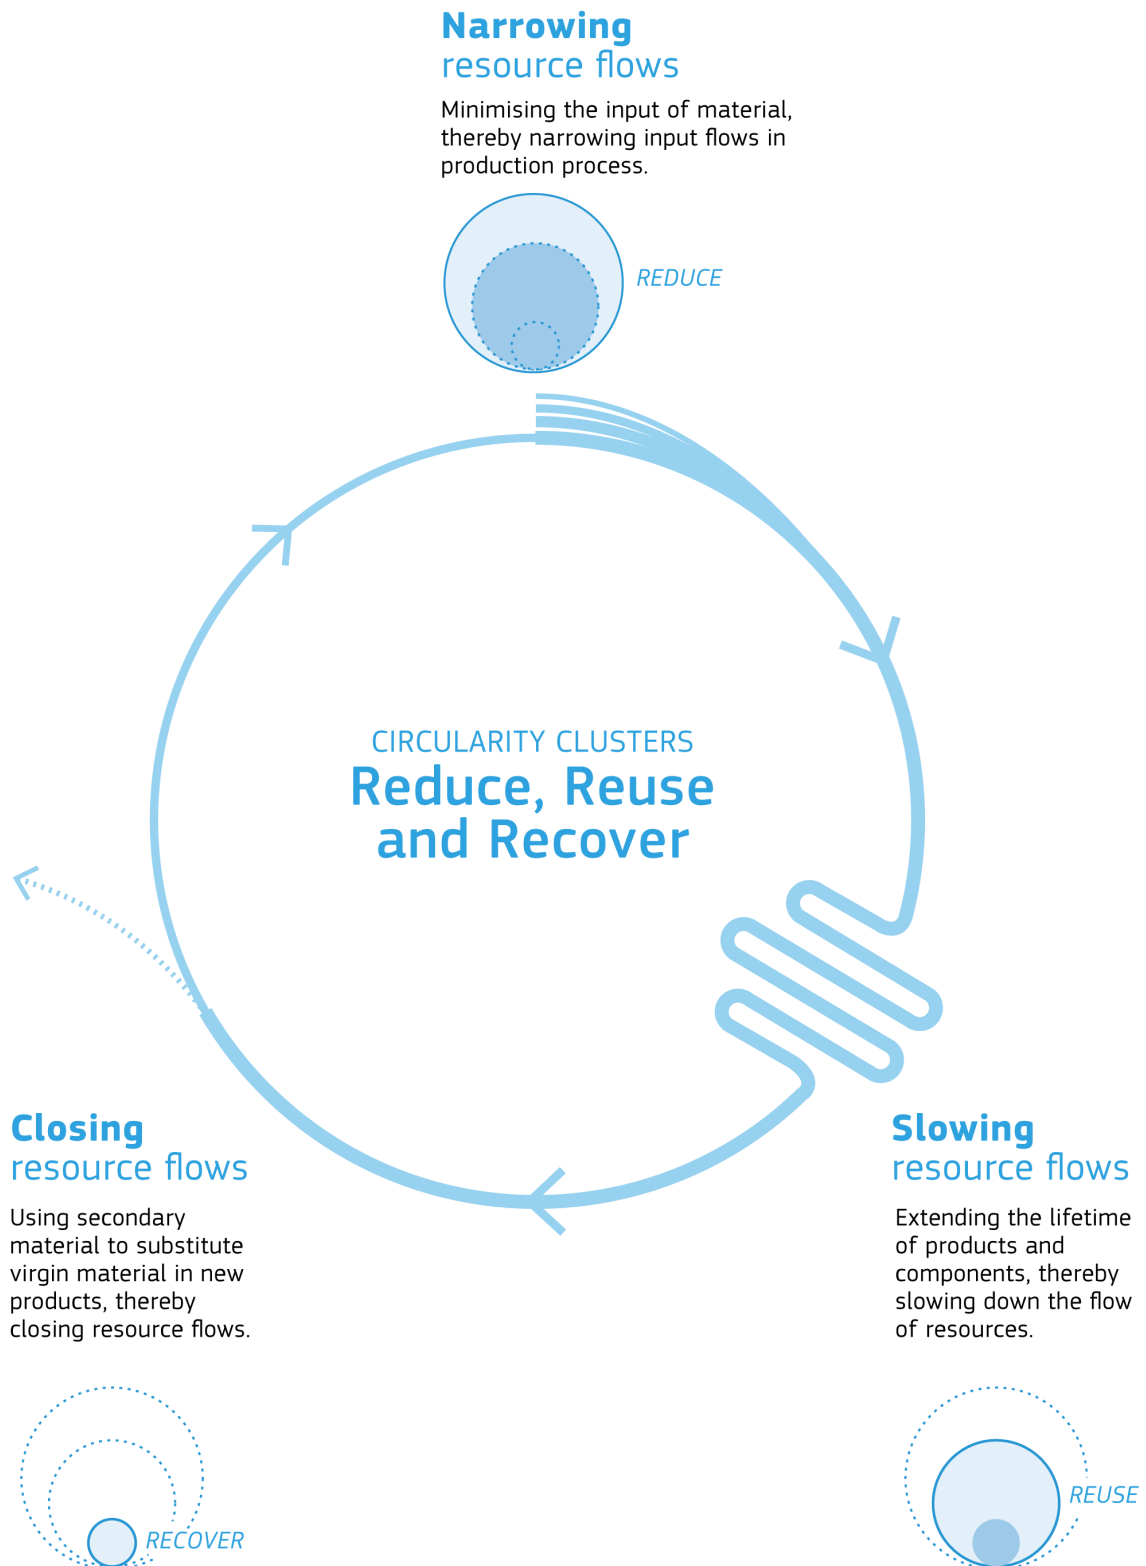 Narrowing
resource flows
Minimising the input of material,
thereby narrowing input flows in
production process.
REDUCE
CIRCULARITY CLUSTERS
Reduce, Reuse
and Recover
Closing
resource flows
Using secondary
material to substitute
virgin material in new
products, thereby
closing resource flows.
RECOVER
Slowing
resource flows
Extending the lifetime
of products and
components, thereby
slowing down the flow
of resources.
REUSE